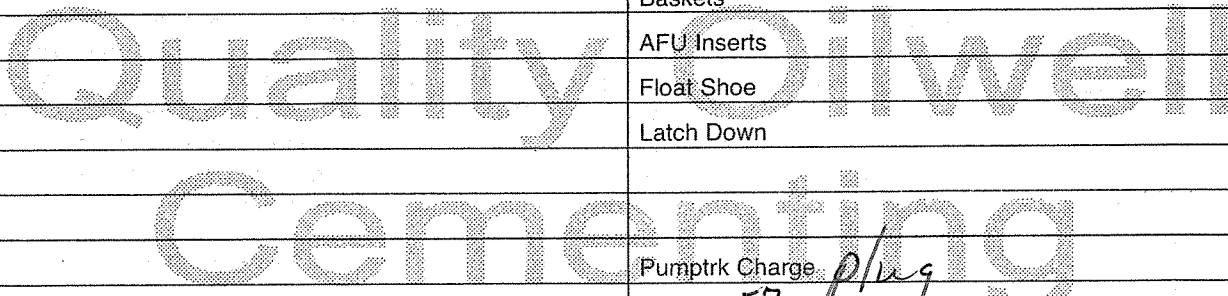 Baskets
Quality Oilwell
AFU Inserts
Float Shoe
Latch Down
Cementing
Pumptrk Charge plug